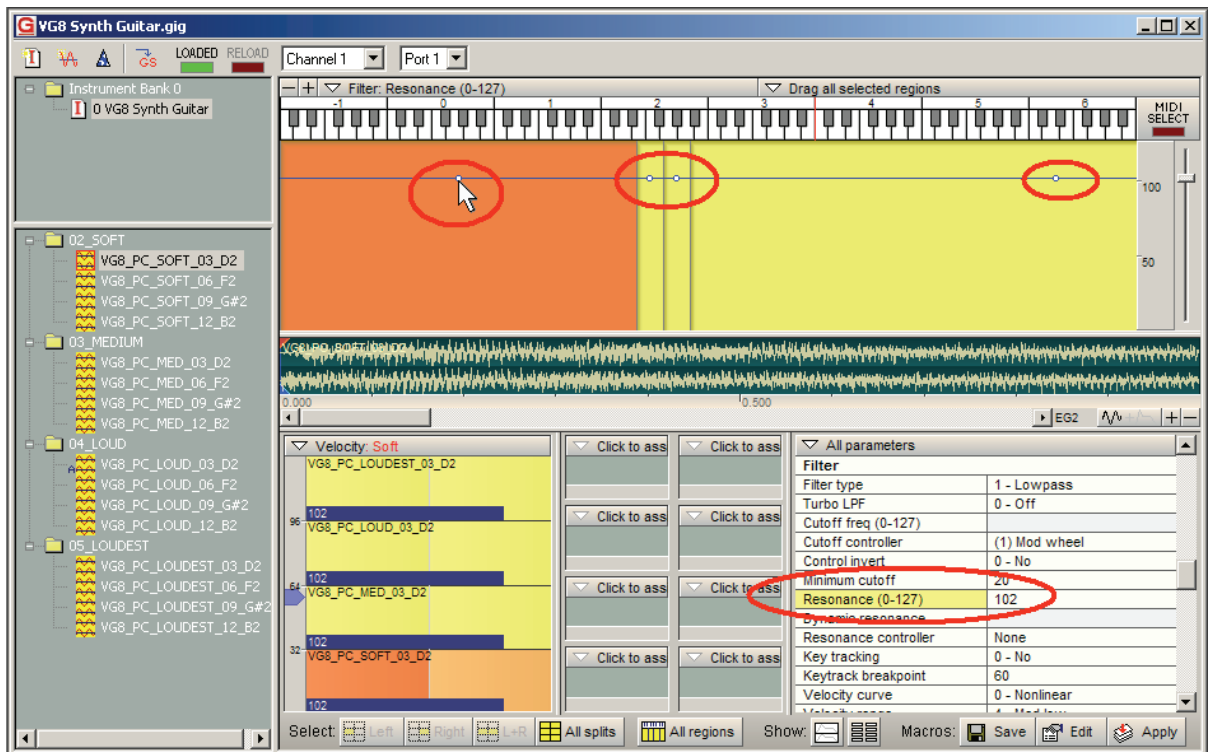 VG8 Synth Guitar.gig
GS LOADED RELOAD Channel 1 Port 1
Instrument Bank 0
0 VG8 Synth Guitar
Filter: Resonance (0-127) Drag all selected regions
-1 0 1 2 3 4 5 6
MIDI SELECT
100
50
02_SOFT
VG8_PC_SOFT_03_D2
VG8_PC_SOFT_06_F2
VG8_PC_SOFT_09_G#2
VG8_PC_SOFT_12_B2
03_MEDIUM
VG8_PC_MED_03_D2
VG8_PC_MED_06_F2
VG8_PC_MED_09_G#2
VG8_PC_MED_12_B2
04_LOUD
VG8_PC_LOUD_03_D2
VG8_PC_LOUD_06_F2
VG8_PC_LOUD_09_G#2
VG8_PC_LOUD_12_B2
05_LOUDEST
VG8_PC_LOUDEST_03_D2
VG8_PC_LOUDEST_06_F2
VG8_PC_LOUDEST_09_G#2
VG8_PC_LOUDEST_12_B2
VG8_PC_SOFT_03_D2
0.000 0.500
EG2
Velocity: Soft
VG8_PC_LOUDEST_03_D2
102
96
VG8_PC_LOUD_03_D2
102
64
VG8_PC_MED_03_D2
102
32
VG8_PC_SOFT_03_D2
102
Click to ass Click to ass
Click to ass Click to ass
Click to ass Click to ass
Click to ass Click to ass
All parameters
Filter
Filter type 1 - Lowpass
Turbo LPF 0 - Off
Cutoff freq (0-127)
Cutoff controller (1) Mod wheel
Control invert 0 - No
Minimum cutoff 20
Resonance (0-127) 102
Dynamic resonance
Resonance controller None
Key tracking 0 - No
Keytrack breakpoint 60
Velocity curve 0 - Nonlinear
Select: Left Right L+R All splits All regions Show: Macros: Save Edit Apply